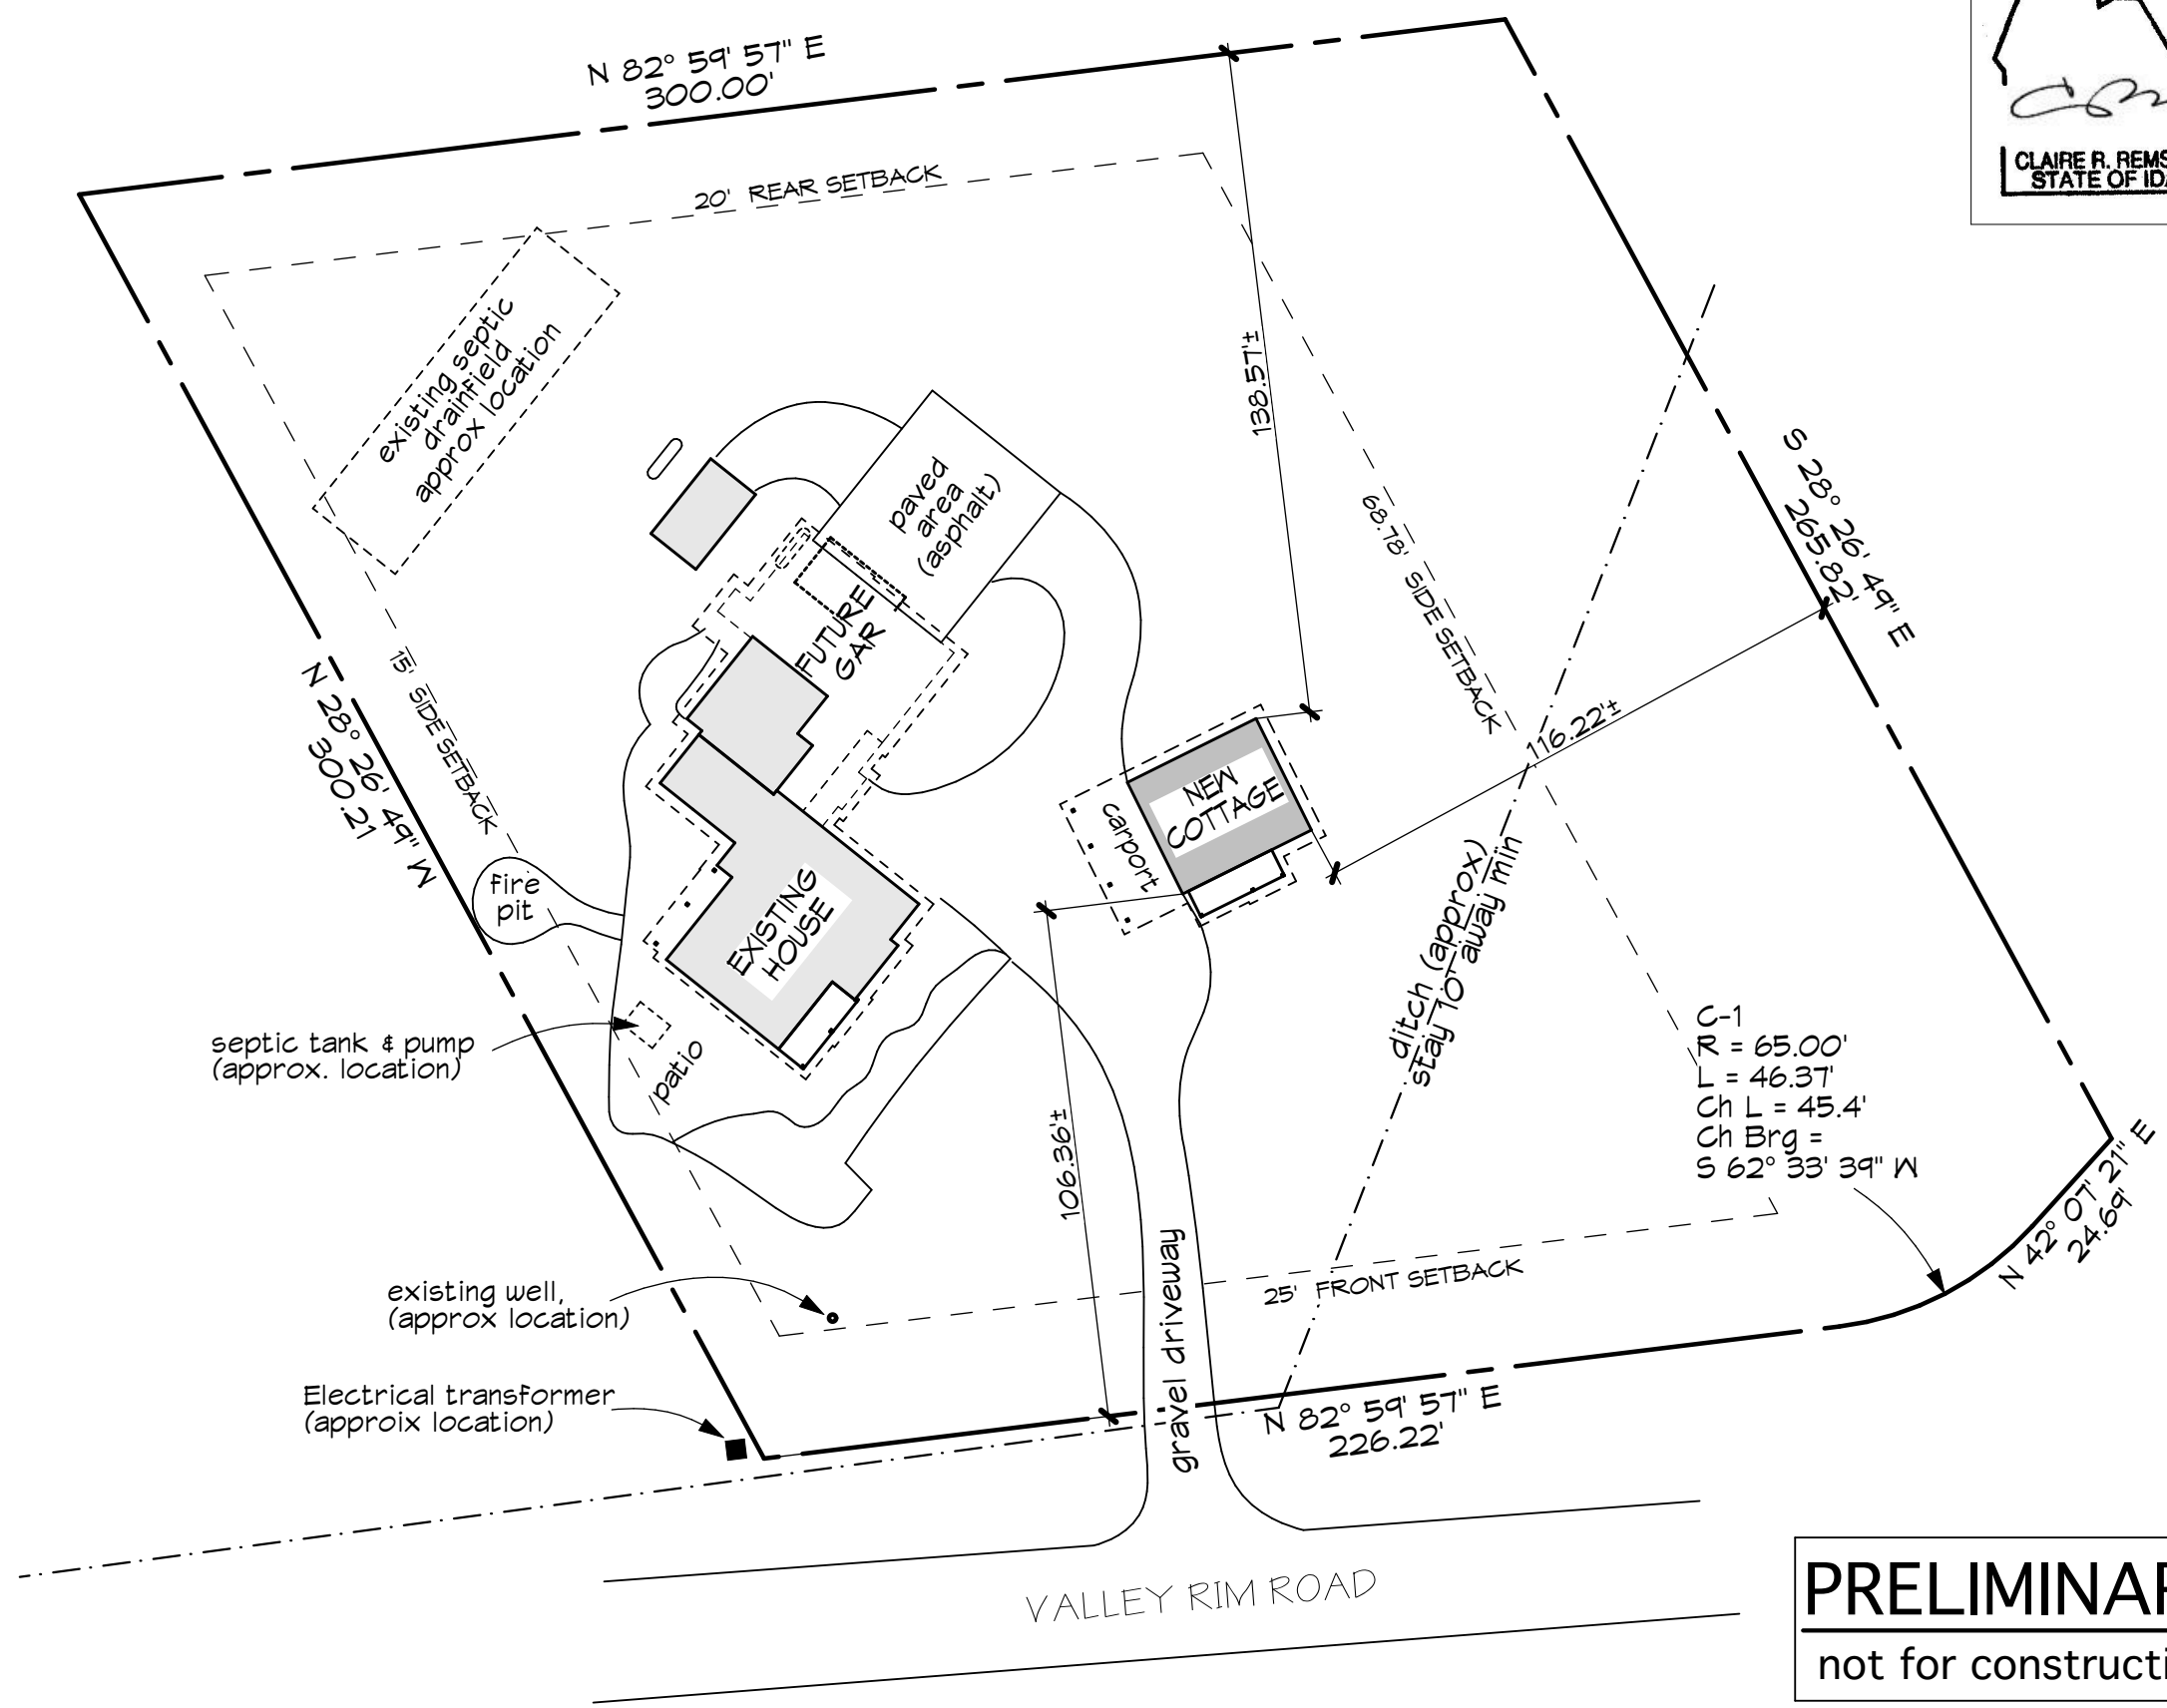 N 82° 59' 57" E
300.00'
CLAIRE R.
STATE OF
20' REAR SETBACK
existing septic
drainfield
approx location
138.57'±
S 28° 26' 49" E
265.82'
paved
area
(asphalt)
68.78' SIDE SETBACK
FUTURE
GAR
15' SIDE SETBACK
N 28° 26' 49" W
300.21
116.22'±
NEW
COTTAGE
carport
fire
pit
EXISTING
HOUSE
ditch (approx)
stay 10' away min
septic tank & pump
(approx. location)
patio
C-1
R = 65.00'
L = 46.37'
Ch L = 45.4'
Ch Brg =
S 62° 33' 39" W
106.36'±
N 42° 07' 21" E
24.69'
existing well,
(approx location)
25' FRONT SETBACK
gravel driveway
Electrical transformer
(approix location)
N 82° 59' 57" E
226.22'
VALLEY RIM ROAD
PRELIMINAR
not for constructi